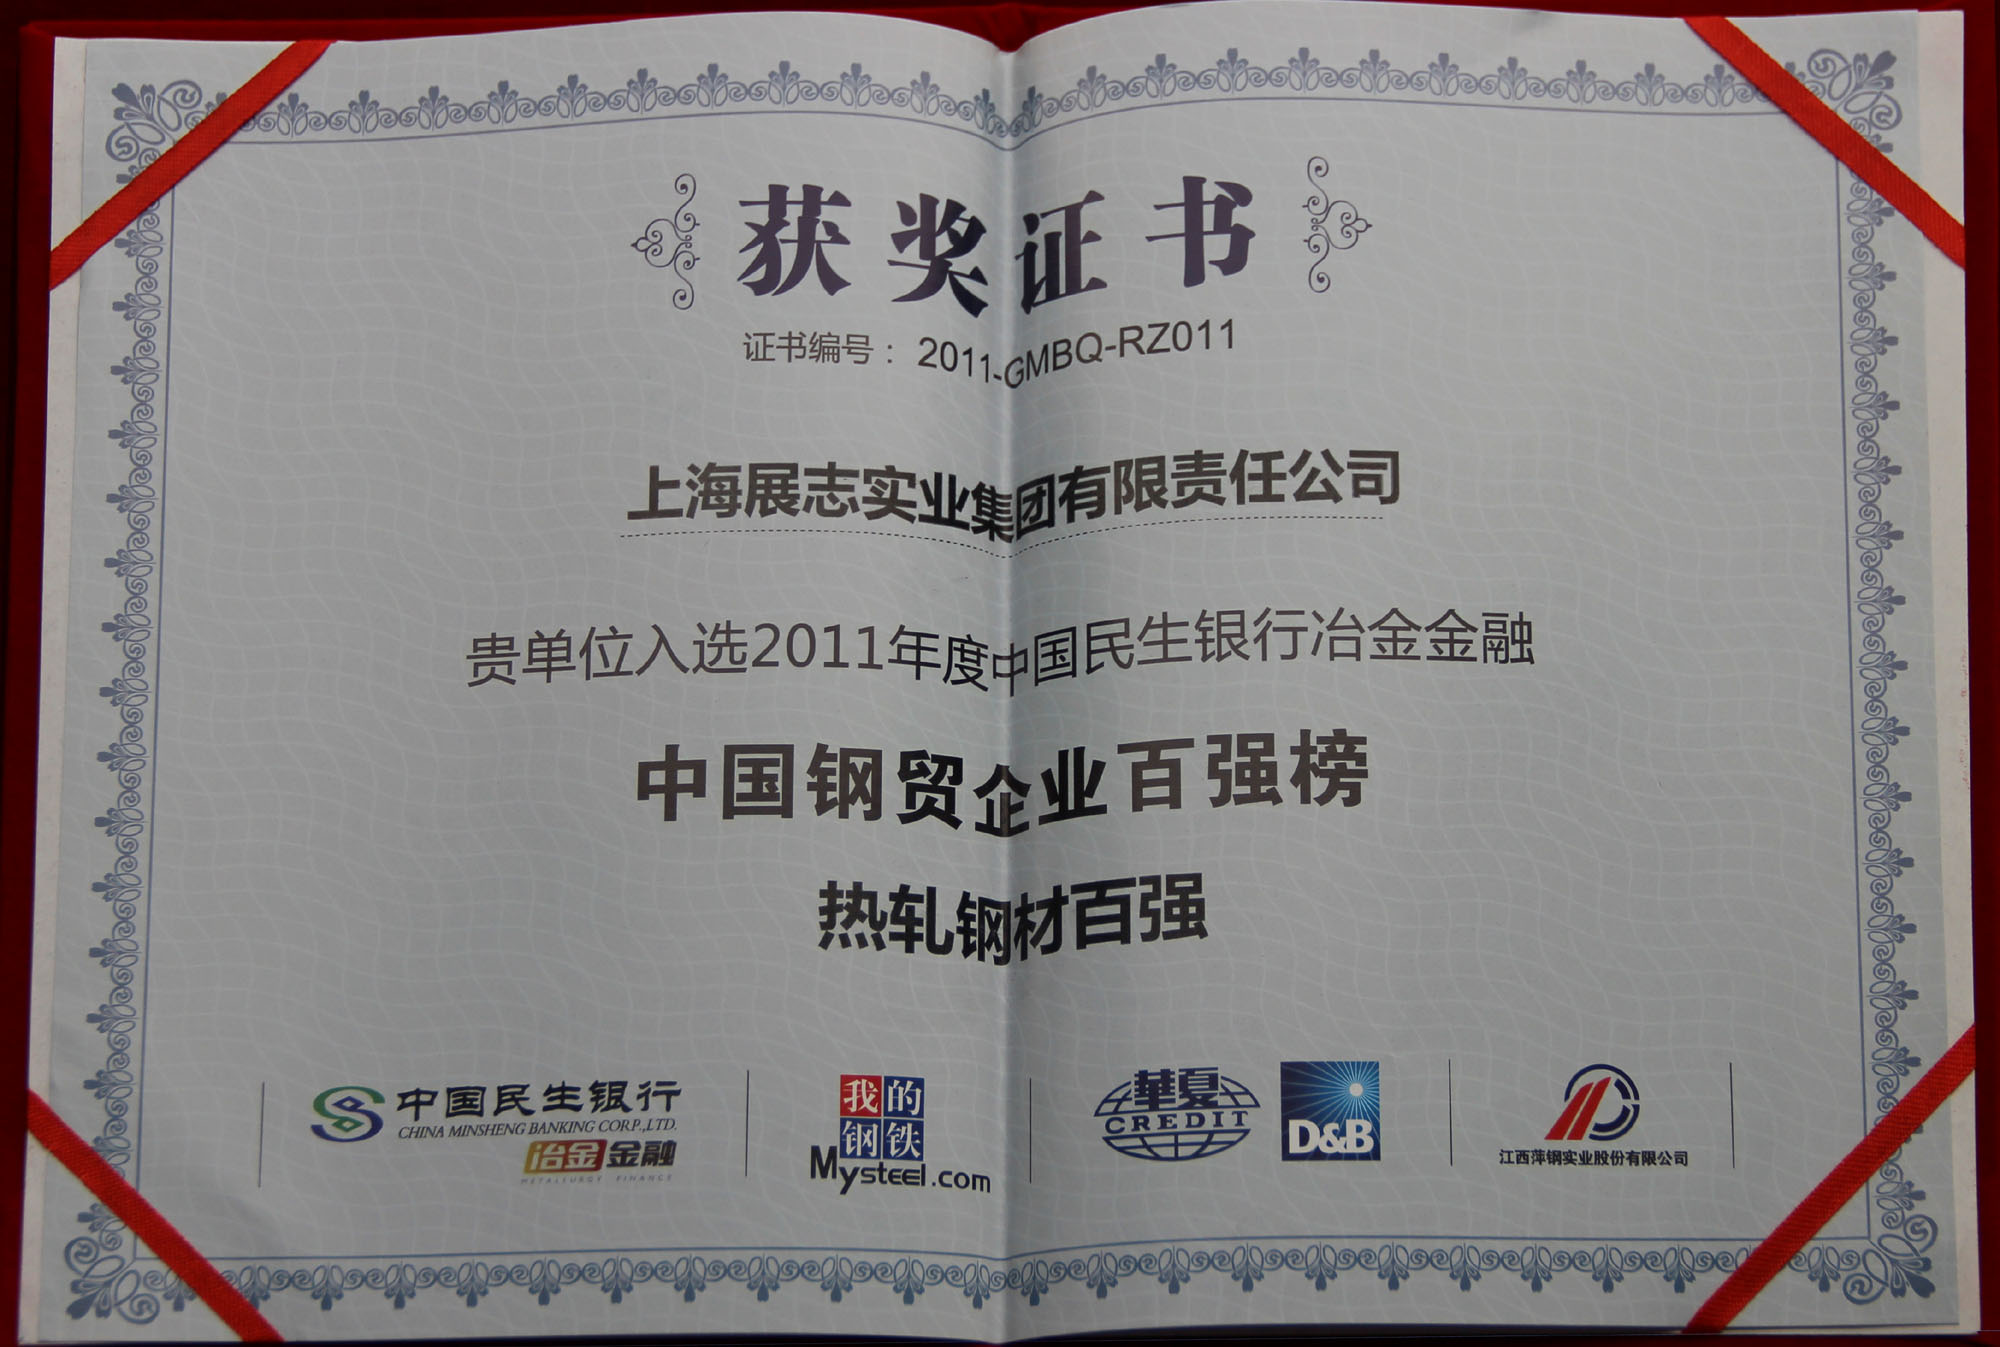 获奖证书
证书编号：2011-GMBQ-RZ011
上海展志实业集团有限责任公司
贵单位入选2011年度中国民生银行冶金金融
中国钢贸企业百强榜
热轧钢材百强
中国民生银行
CHINA MINSHENG BANKING CORP.,LTD.
冶金金融
METALLURGY FINANCE
我的
钢铁
Mysteel.com
華夏
CREDIT
D&B
江西萍钢实业股份有限公司